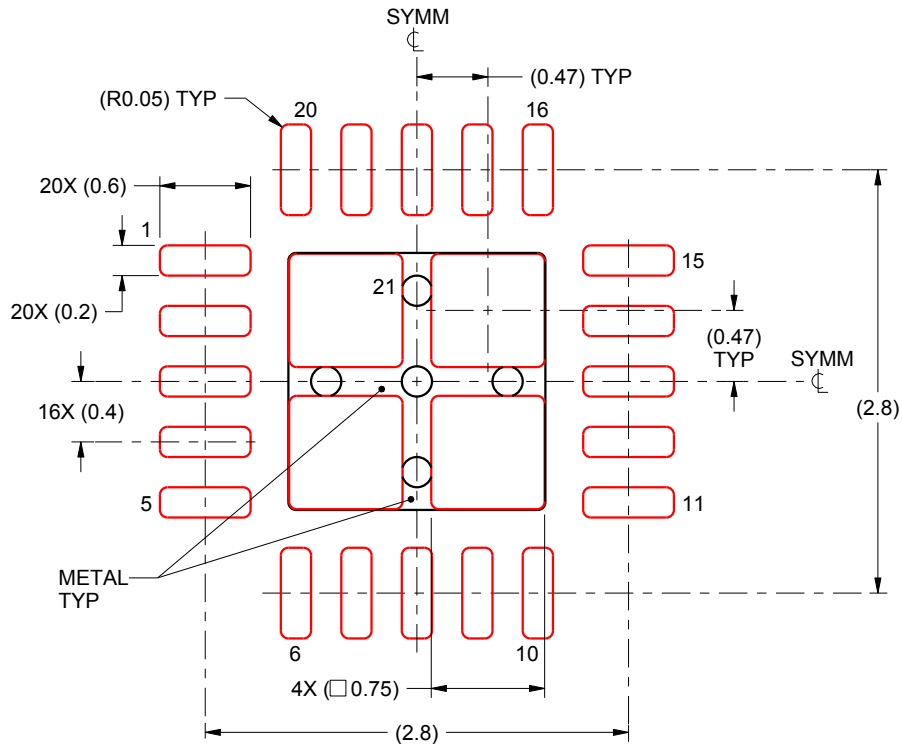 SYMM
℄
(0.47) TYP
(R0.05) TYP
20
16
20X (0.6)
1
15
21
20X (0.2)
(0.47)
TYP
SYMM
℄
16X (0.4)
(2.8)
5
11
METAL
TYP
6
10
4X (□ 0.75)
(2.8)